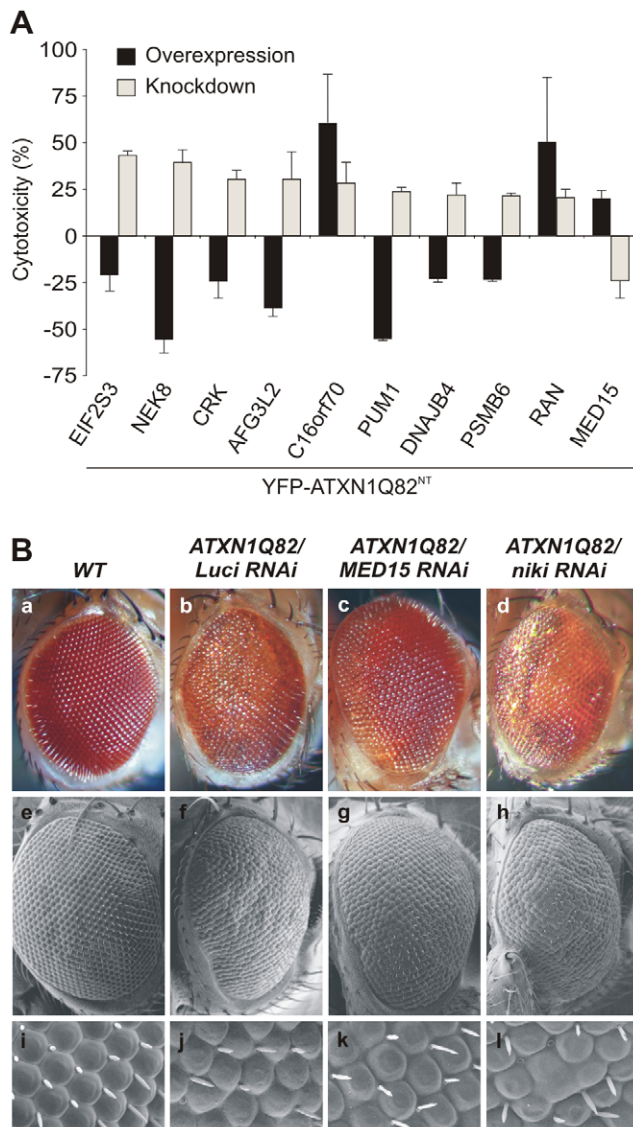 A
100
75
50
25
0
-25
-50
-75
Cytotoxicity (%)
Overexpression
Knockdown
EIF2S3
NEK8
CRK
AFG3L2
C16orf70
PUM1
DNAJB4
PSMB6
RAN
MED15
YFP-ATXN1Q82ᴺᵀ
B
WT
ATXN1Q82/
Luci RNAi
ATXN1Q82/
MED15 RNAi
ATXN1Q82/
niki RNAi
a
b
c
d
e
f
g
h
i
j
k
l